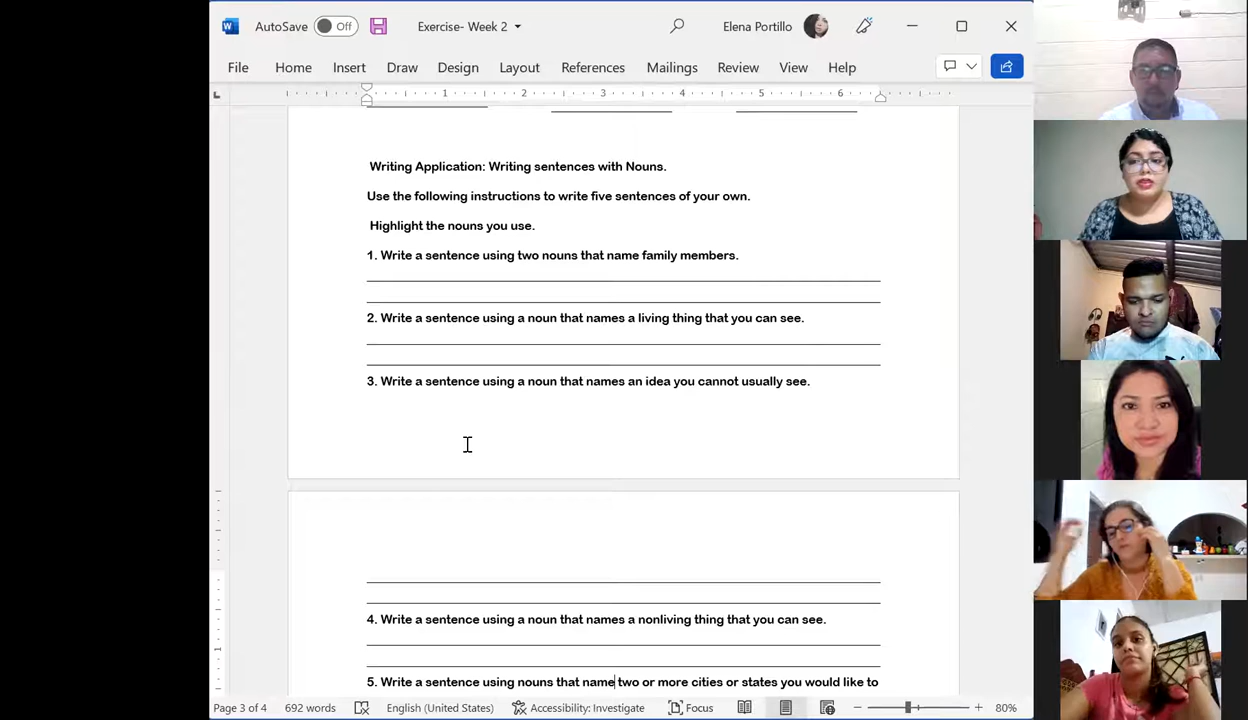 AutoSave Off Exercise- Week 2 Elena Portillo
File Home Insert Draw Design Layout References Mailings Review View Help
1 2 3 4 5 6
Writing Application: Writing sentences with Nouns.
Use the following instructions to write five sentences of your own.
Highlight the nouns you use.
1. Write a sentence using two nouns that name family members.
2. Write a sentence using a noun that names a living thing that you can see.
3. Write a sentence using a noun that names an idea you cannot usually see.
4. Write a sentence using a noun that names a nonliving thing that you can see.
5. Write a sentence using nouns that name two or more cities or states you would like to
Page 3 of 4 692 words English (United States) Accessibility: Investigate Focus 80%